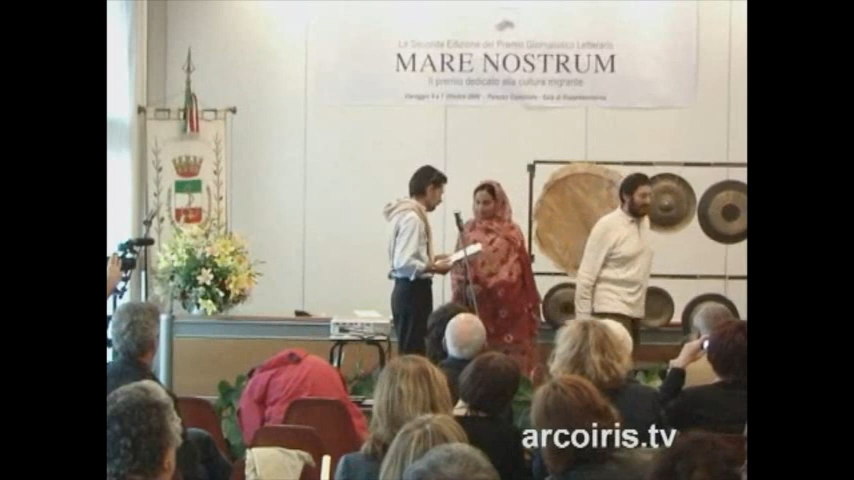 La Seconda Edizione del Premio Giornalistico Letterario
MARE NOSTRUM
Il premio dedicato alla cultura migrante
arcoiris.tv